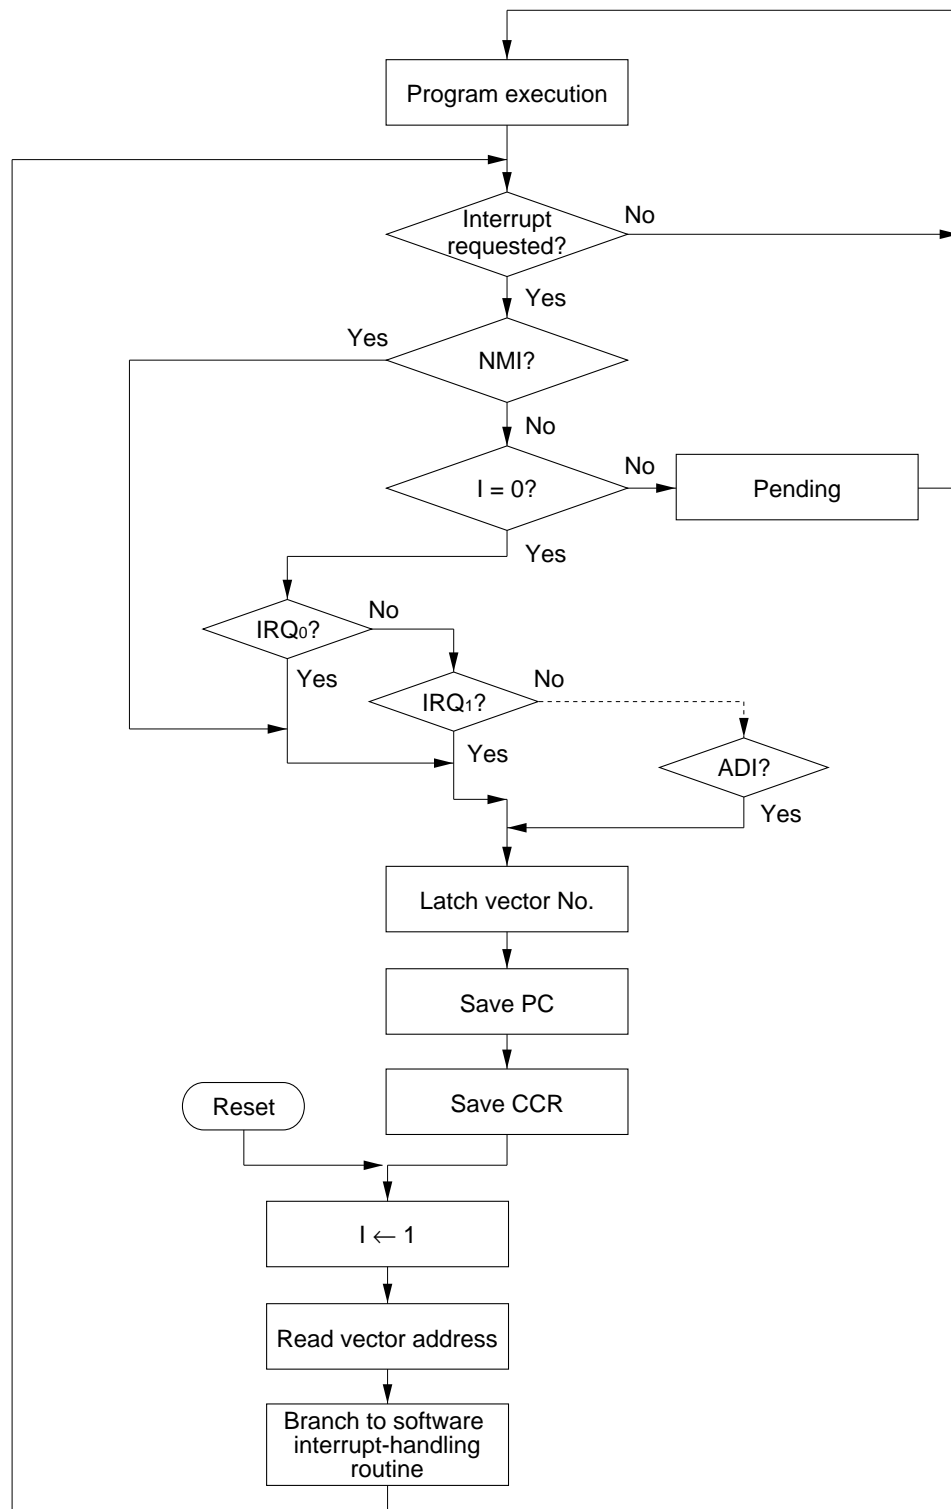 Program execution
Interrupt
requested?
No
Yes
Yes
NMI?
No
I = 0?
No
Pending
Yes
IRQ₀?
No
Yes
IRQ₁?
No
Yes
ADI?
Yes
Latch vector No.
Save PC
Save CCR
Reset
I ← 1
Read vector address
Branch to software
interrupt-handling
routine